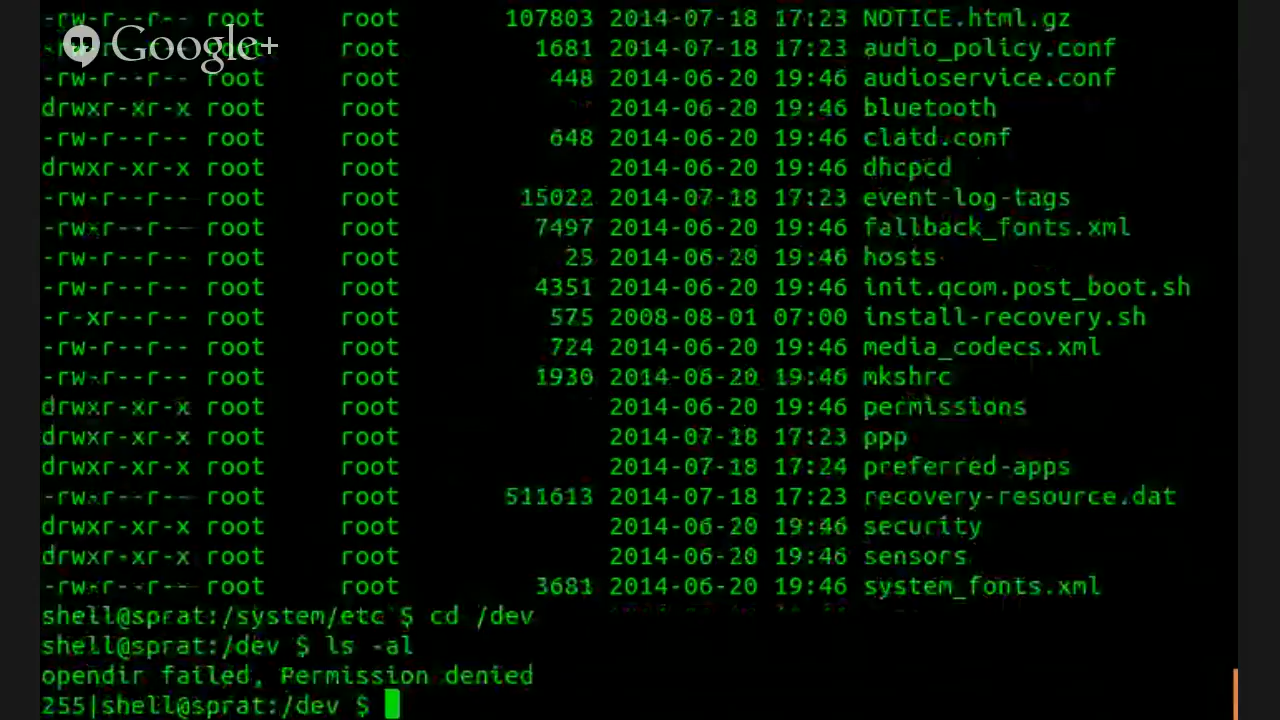 -rw-r--r-- root root 107803 2014-07-18 17:23 NOTICE.html.gz
Google+
-rw-r--r-- root root 1681 2014-07-18 17:23 audio_policy.conf
-rw-r--r-- root root 448 2014-06-20 19:46 audioservice.conf
drwxr-xr-x root root 2014-06-20 19:46 bluetooth
-rw-r--r-- root root 648 2014-06-20 19:46 clatd.conf
drwxr-xr-x root root 2014-06-20 19:46 dhcpcd
-rw-r--r-- root root 15022 2014-07-18 17:23 event-log-tags
-rw-r--r-- root root 7497 2014-06-20 19:46 fallback_fonts.xml
-rw-r--r-- root root 25 2014-06-20 19:46 hosts
-rw-r--r-- root root 4351 2014-06-20 19:46 init.qcom.post_boot.sh
-r-xr--r-- root root 575 2008-08-01 07:00 install-recovery.sh
-rw-r--r-- root root 724 2014-06-20 19:46 media_codecs.xml
-rw-r--r-- root root 1930 2014-06-20 19:46 mkshrc
drwxr-xr-x root root 2014-06-20 19:46 permissions
drwxr-xr-x root root 2014-07-18 17:23 ppp
drwxr-xr-x root root 2014-07-18 17:24 preferred-apps
-rw-r--r-- root root 511613 2014-07-18 17:23 recovery-resource.dat
drwxr-xr-x root root 2014-06-20 19:46 security
drwxr-xr-x root root 2014-06-20 19:46 sensors
-rw-r--r-- root root 3681 2014-06-20 19:46 system_fonts.xml
shell@sprat:/system/etc $ cd /dev
shell@sprat:/dev $ ls -al
opendir failed, Permission denied
255|shell@sprat:/dev $